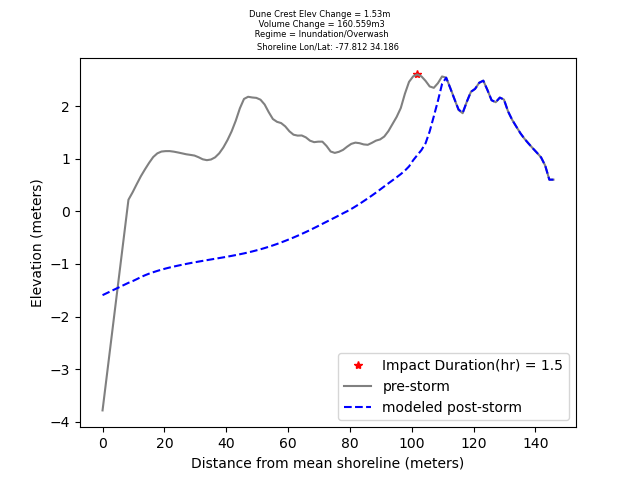 Dune Crest Elev Change = 1.53m
Volume Change = 160.559m3
Regime = Inundation/Overwash
Shoreline Lon/Lat: -77.812 34.186
2
1
0
−1
−2
−3
−4
Elevation (meters)
Impact Duration(hr) = 1.5
pre-storm
modeled post-storm
0 20 40 60 80 100 120 140
Distance from mean shoreline (meters)